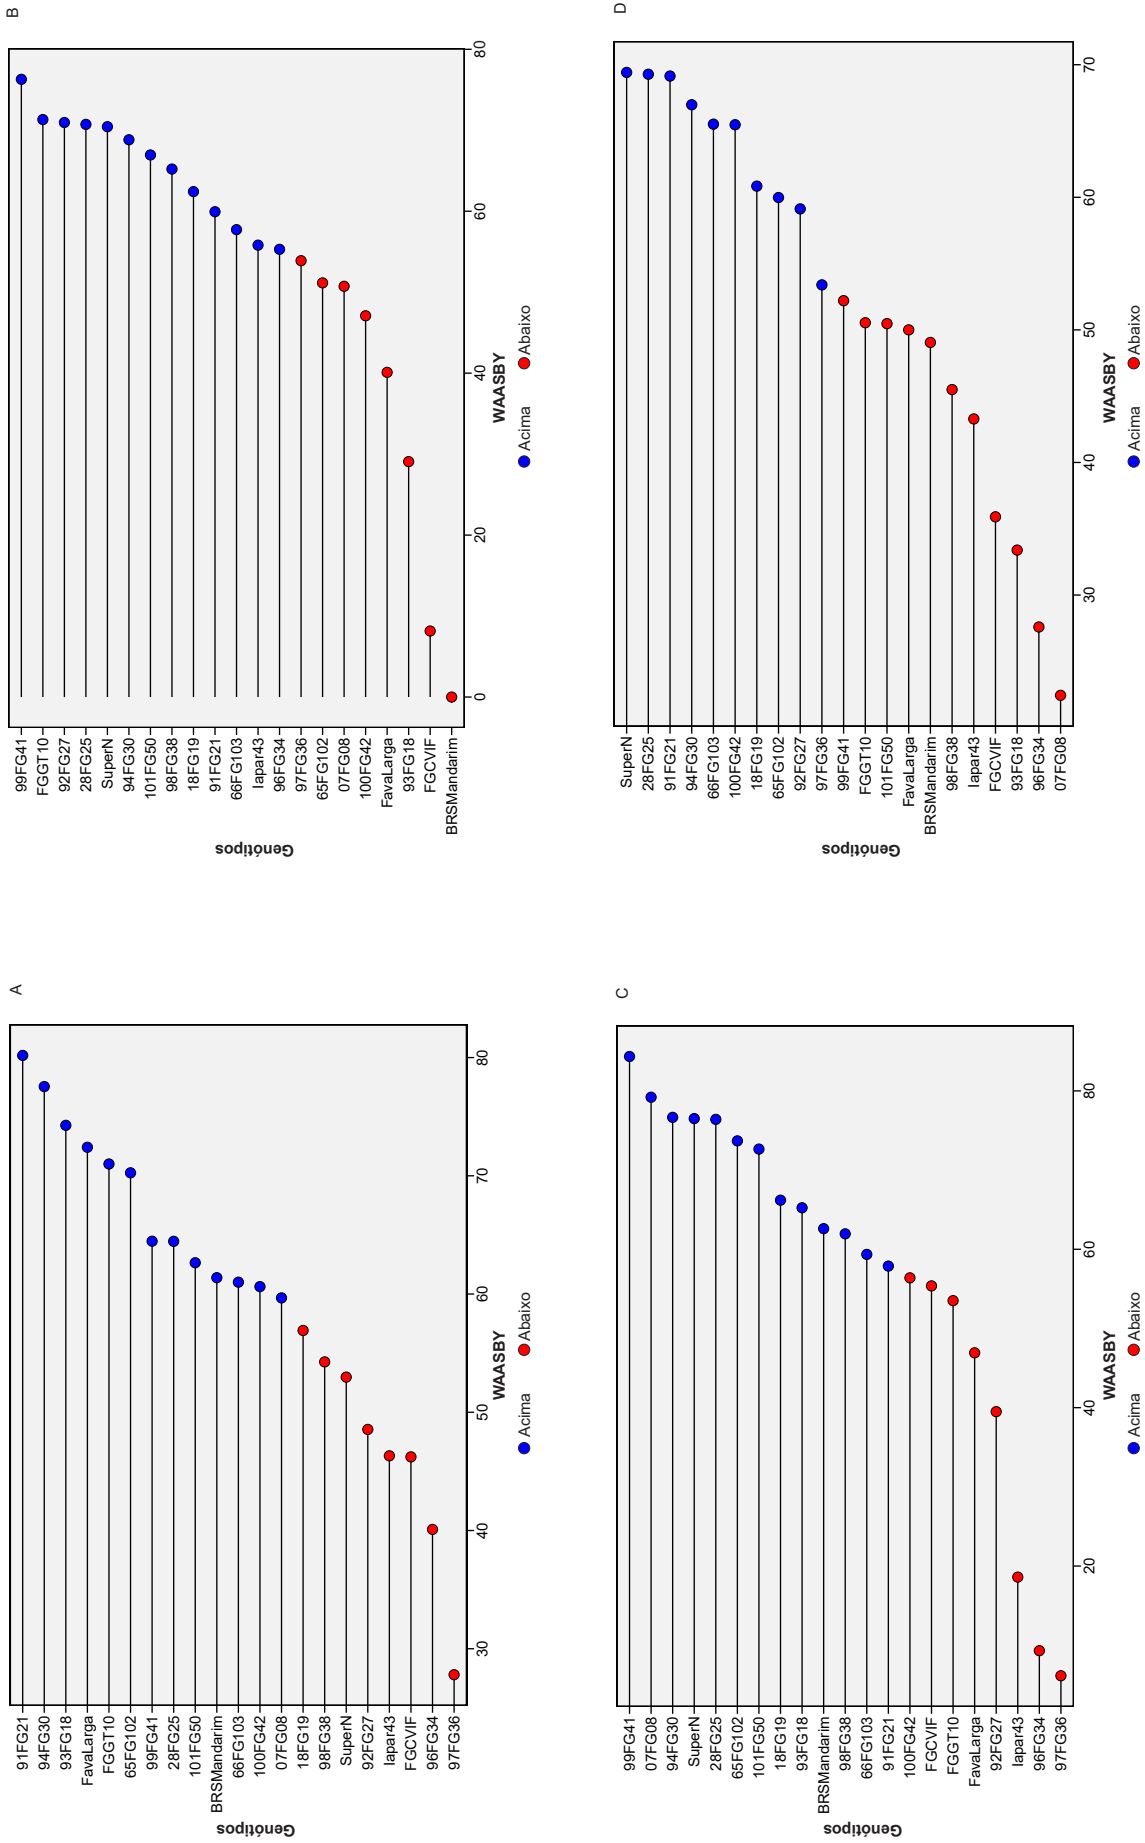 A
91FG21
94FG30
93FG18
FavaLarga
FGGT10
65FG102
99FG41
28FG25
101FG50
BRSMandarim
66FG103
100FG42
07FG08
18FG19
98FG38
SuperN
92FG27
Iapar43
FGCVIF
96FG34
97FG36
Genótipos
30 40 50 60 70 80
WAASBY
Acima Abaixo
B
99FG41
FGGT10
92FG27
28FG25
SuperN
94FG30
101FG50
98FG38
18FG19
91FG21
66FG103
Iapar43
96FG34
97FG36
65FG102
07FG08
100FG42
FavaLarga
93FG18
FGCVIF
BRSMandarim
Genótipos
0 20 40 60 80
WAASBY
Acima Abaixo
C
99FG41
07FG08
94FG30
SuperN
28FG25
65FG102
101FG50
18FG19
93FG18
BRSMandarim
98FG38
66FG103
91FG21
100FG42
FGCVIF
FGGT10
FavaLarga
92FG27
Iapar43
96FG34
97FG36
Genótipos
20 40 60 80
WAASBY
Acima Abaixo
D
SuperN
28FG25
91FG21
94FG30
66FG103
100FG42
18FG19
65FG102
92FG27
97FG36
99FG41
FGGT10
101FG50
FavaLarga
BRSMandarim
98FG38
Iapar43
FGCVIF
93FG18
96FG34
07FG08
Genótipos
30 40 50 60 70
WAASBY
Acima Abaixo